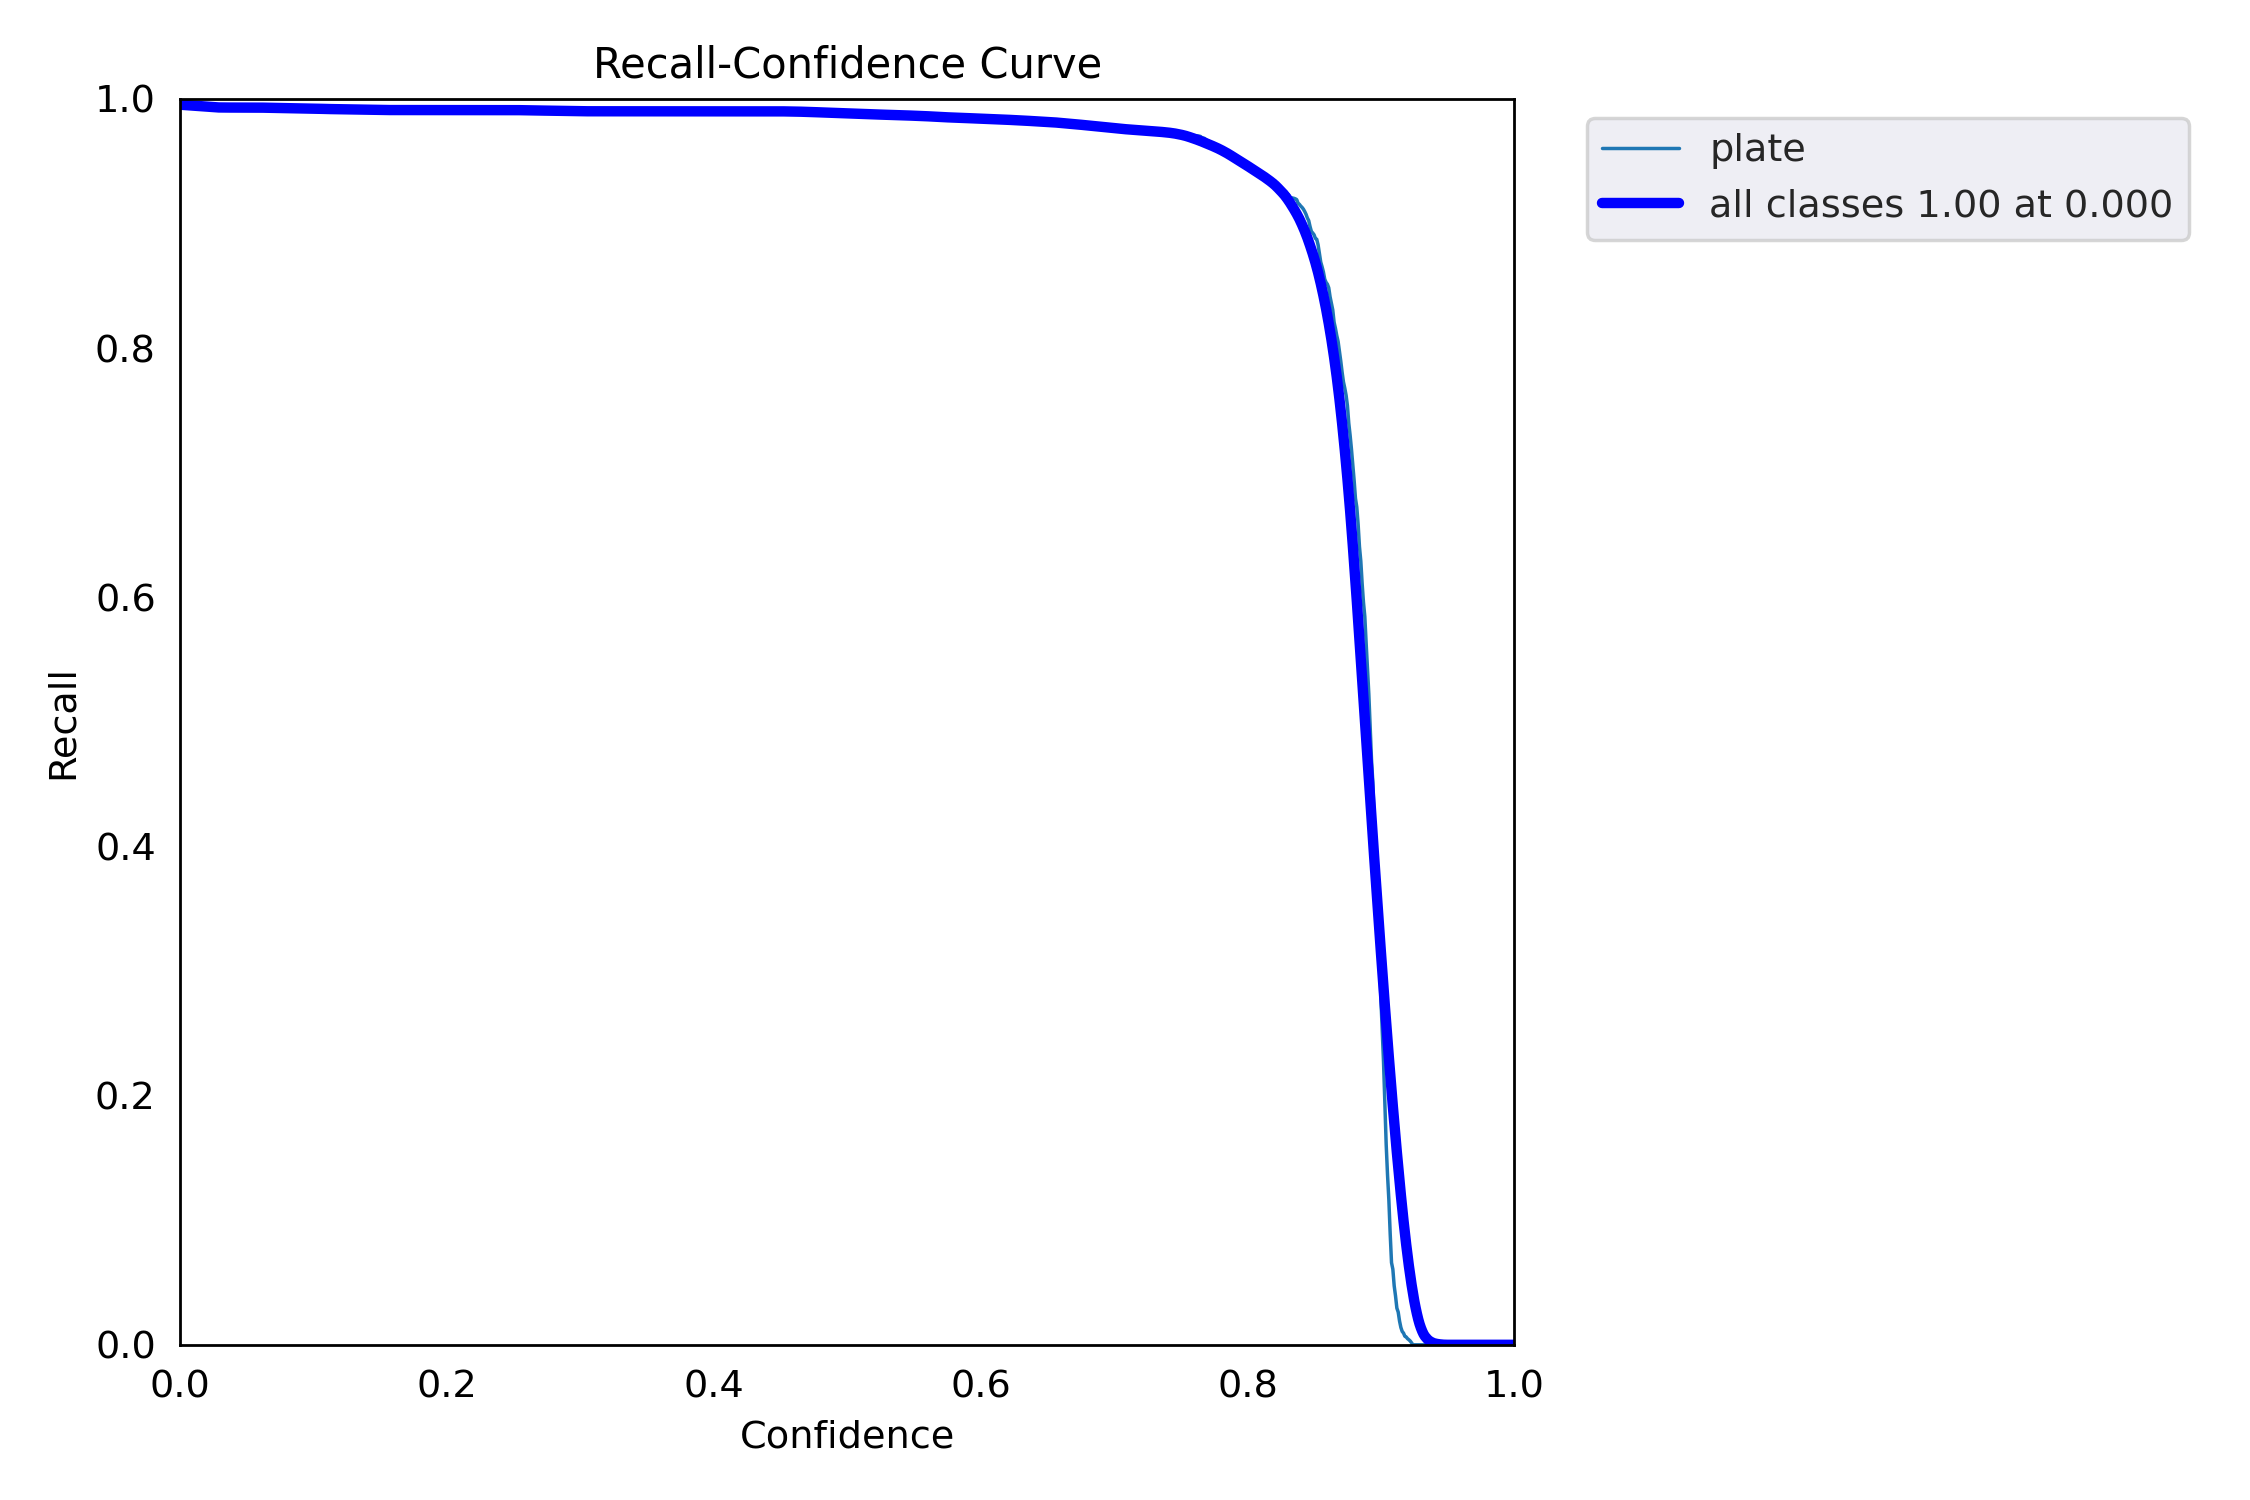 Recall-Confidence Curve
1.0
0.8
0.6
0.4
0.2
0.0
Recall
0.0 0.2 0.4 0.6 0.8 1.0
Confidence
plate
all classes 1.00 at 0.000